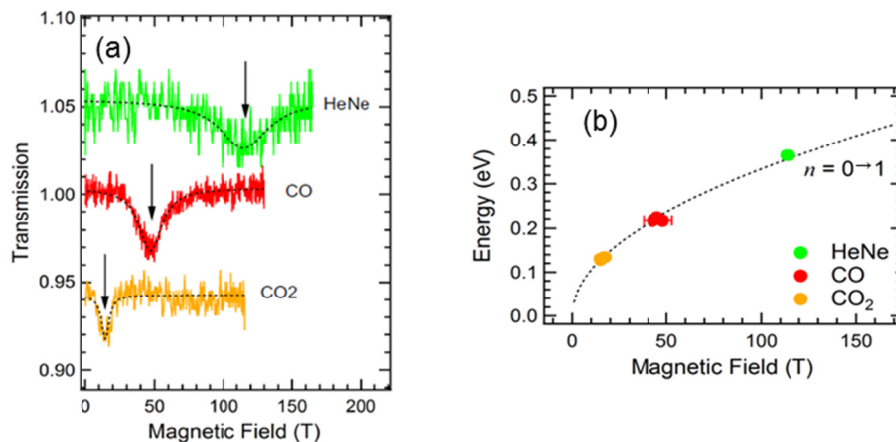 (a)
1.10
1.05
1.00
0.95
0.90
Transmission
HeNe
CO
CO2
0 50 100 150 200
Magnetic Field (T)
(b)
0.5
0.4
0.3
0.2
0.1
0.0
Energy (eV)
n = 0→1
HeNe
CO
CO₂
0 50 100 150
Magnetic Field (T)